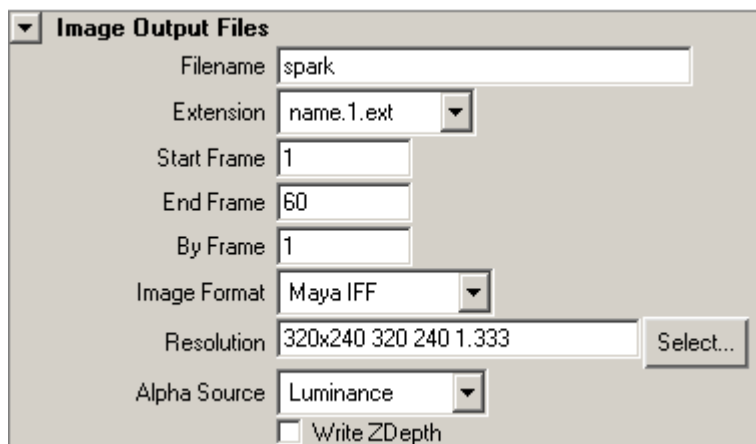 Image Output Files
Filename spark
Extension name.1.ext
Start Frame 1
End Frame 60
By Frame 1
Image Format Maya IFF
Resolution 320x240 320 240 1.333 Select...
Alpha Source Luminance
Write ZDepth